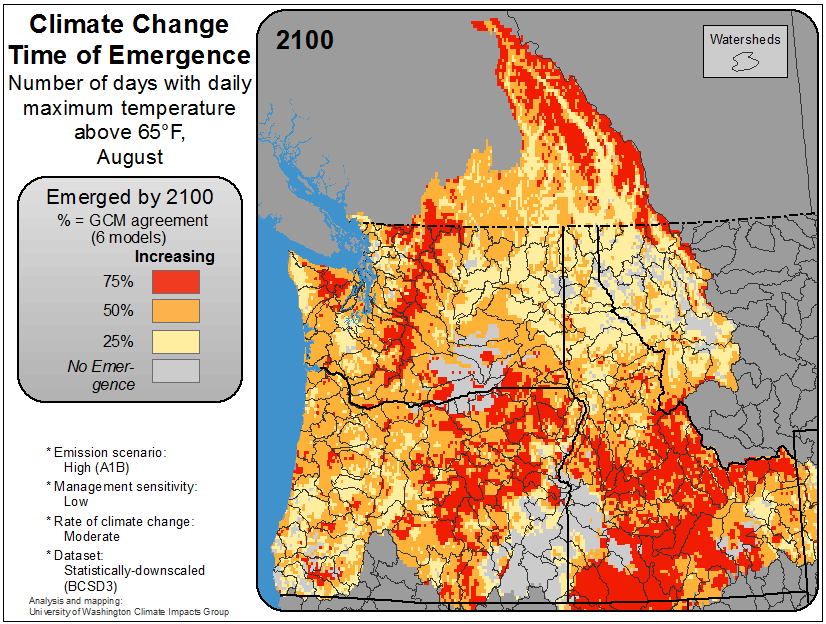 Climate Change
Time of Emergence
Number of days with daily
maximum temperature
above 65°F,
August
Emerged by 2100
% = GCM agreement
(6 models)
Increasing
75%
50%
25%
No Emer-
gence
* Emission scenario:
High (A1B)
* Management sensitivity:
Low
* Rate of climate change:
Moderate
* Dataset:
Statistically-downscaled
(BCSD3)
Analysis and mapping:
University of Washington Climate Impacts Group
2100
Watersheds